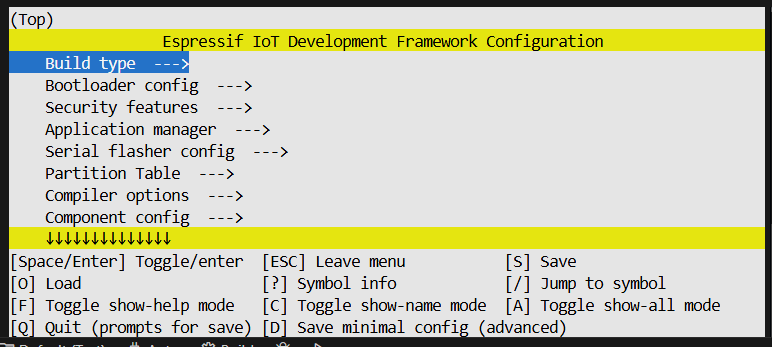 (Top)
Espressif IoT Development Framework Configuration
Build type  --->
Bootloader config  --->
Security features  --->
Application manager  --->
Serial flasher config  --->
Partition Table  --->
Compiler options  --->
Component config  --->
↓↓↓↓↓↓↓↓↓↓↓↓↓↓
[Space/Enter] Toggle/enter  [ESC] Leave menu           [S] Save
[O] Load                    [?] Symbol info            [/] Jump to symbol
[F] Toggle show-help mode   [C] Toggle show-name mode  [A] Toggle show-all mode
[Q] Quit (prompts for save) [D] Save minimal config (advanced)